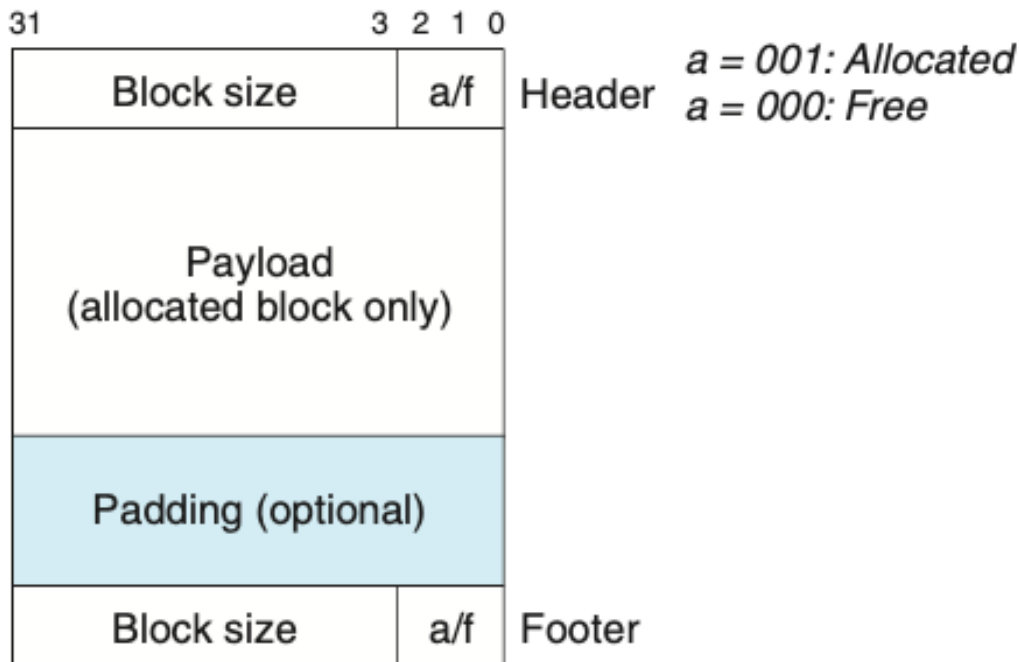 31 3 2 1 0
Block size a/f Header a = 001: Allocated
a = 000: Free
Payload
(allocated block only)
Padding (optional)
Block size a/f Footer